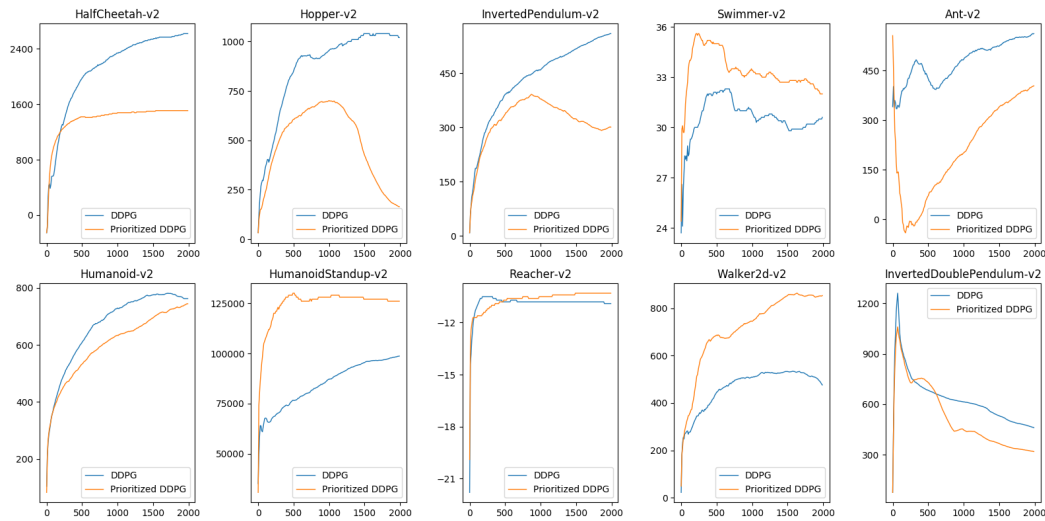 HalfCheetah-v2
2600
1600
600
0
DDPG
Prioritized DDPG
0 500 1000 1500 2000
Hopper-v2
1000
750
500
250
0
DDPG
Prioritized DDPG
0 500 1000 1500 2000
InvertedPendulum-v2
450
300
150
0
DDPG
Prioritized DDPG
0 500 1000 1500 2000
Swimmer-v2
36
33
30
27
24
DDPG
Prioritized DDPG
0 500 1000 1500 2000
Ant-v2
450
300
150
0
DDPG
Prioritized DDPG
0 500 1000 1500 2000
Humanoid-v2
800
600
400
200
DDPG
Prioritized DDPG
0 500 1000 1500 2000
HumanoidStandup-v2
125000
100000
75000
50000
DDPG
Prioritized DDPG
0 500 1000 1500 2000
Reacher-v2
−12
−15
−18
−21
DDPG
Prioritized DDPG
0 500 1000 1500 2000
Walker2d-v2
800
600
400
200
0
DDPG
Prioritized DDPG
0 500 1000 1500 2000
InvertedDoublePendulum-v2
DDPG
Prioritized DDPG
1200
900
600
300
0 500 1000 1500 2000